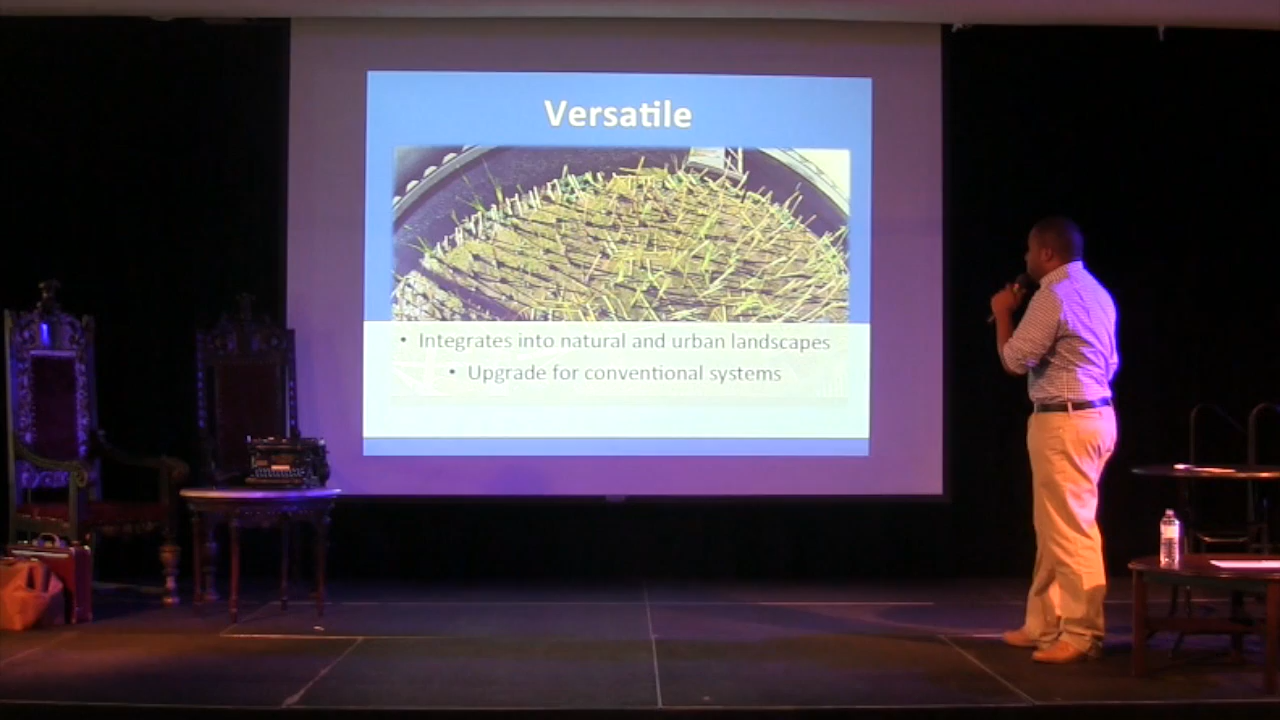 Versatile
• Integrates into natural and urban landscapes
• Upgrade for conventional systems